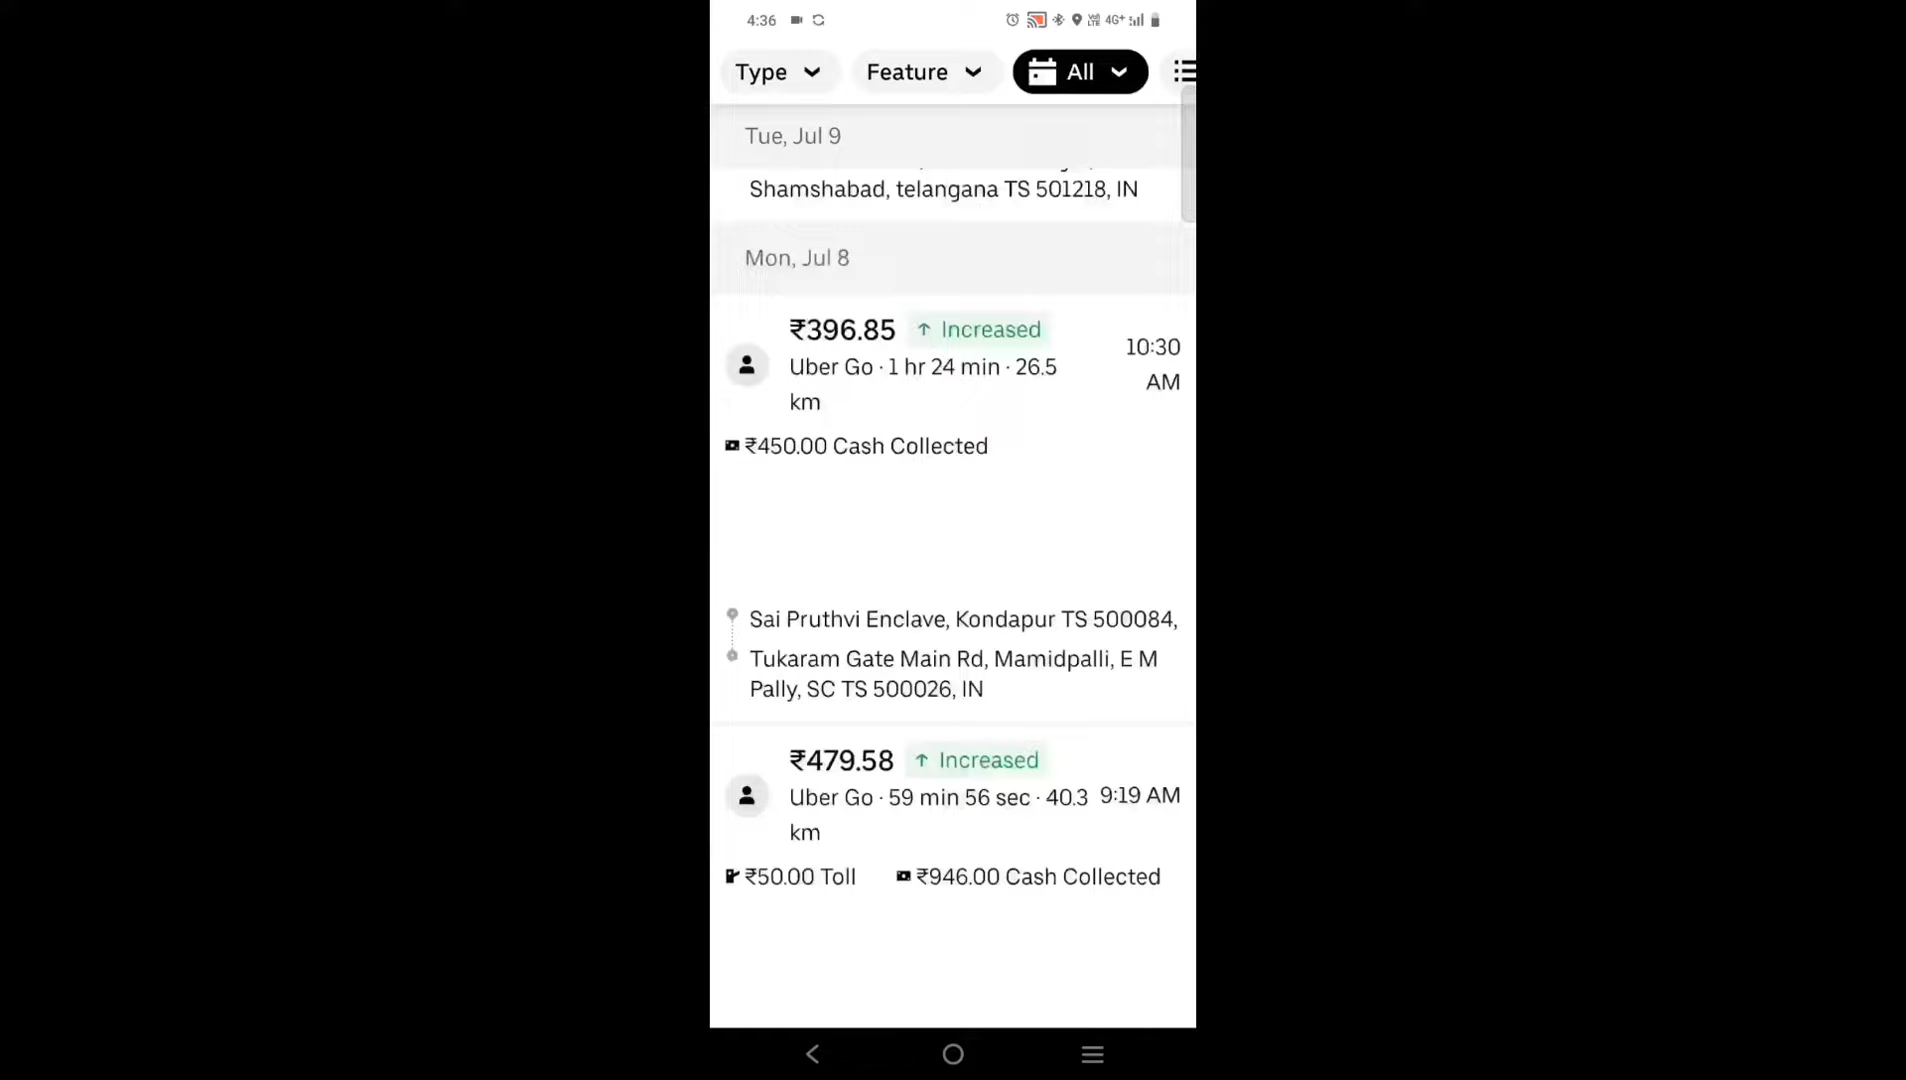 4:36
4G+
Type
Feature
All
Tue, Jul 9
Shamshabad, telangana TS 501218, IN
Mon, Jul 8
₹396.85 ↑ Increased
Uber Go · 1 hr 24 min · 26.5
km
10:30
AM
₹450.00 Cash Collected
Sai Pruthvi Enclave, Kondapur TS 500084,
Tukaram Gate Main Rd, Mamidpalli, E M
Pally, SC TS 500026, IN
₹479.58 ↑ Increased
Uber Go · 59 min 56 sec · 40.3
km
9:19 AM
₹50.00 Toll ₹946.00 Cash Collected